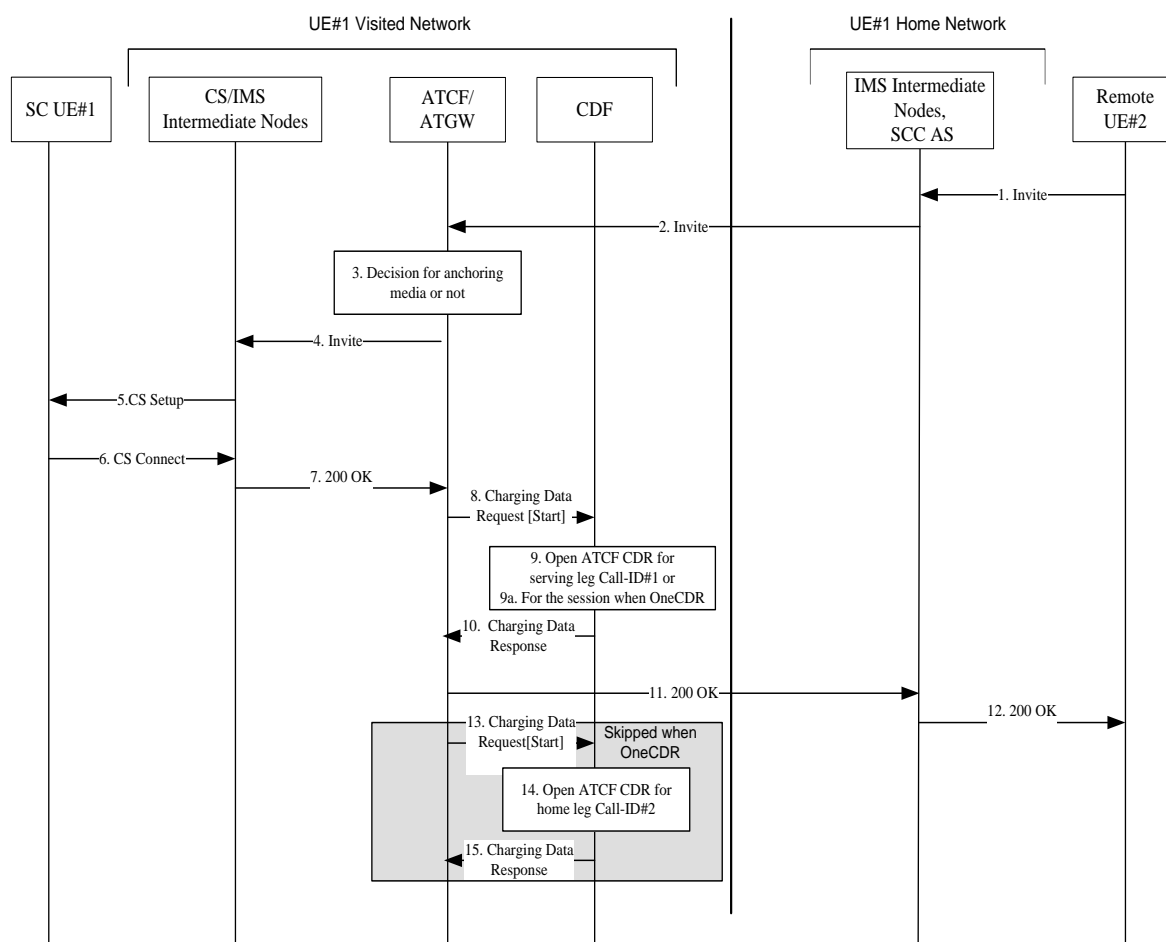 UE#1 Visited Network
UE#1 Home Network
SC UE#1
CS/IMS
Intermediate Nodes
ATCF/
ATGW
CDF
IMS Intermediate
Nodes,
SCC AS
Remote
UE#2
1. Invite
2. Invite
3. Decision for anchoring
media or not
4. Invite
5.CS Setup
6. CS Connect
7. 200 OK
8. Charging Data
Request [Start]
9. Open ATCF CDR for
serving leg Call-ID#1 or
9a. For the session when OneCDR
10. Charging Data
Response
11. 200 OK
12. 200 OK
13. Charging Data
Request[Start]
Skipped when
OneCDR
14. Open ATCF CDR for
home leg Call-ID#2
15. Charging Data
Response